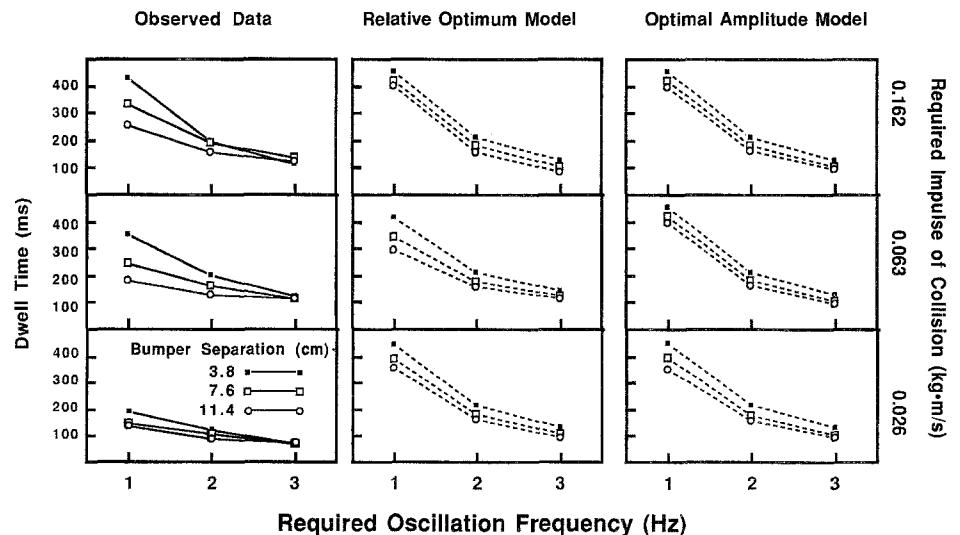 Observed Data
Relative Optimum Model
Optimal Amplitude Model
400
300
200
100
400
300
200
100
400
300
200
100
Dwell Time (ms)
Bumper Separation (cm)
3.8
7.6
11.4
0.162
0.063
0.026
Required Impulse of Collision (kg•m/s)
1 2 3
1 2 3
1 2 3
Required Oscillation Frequency (Hz)